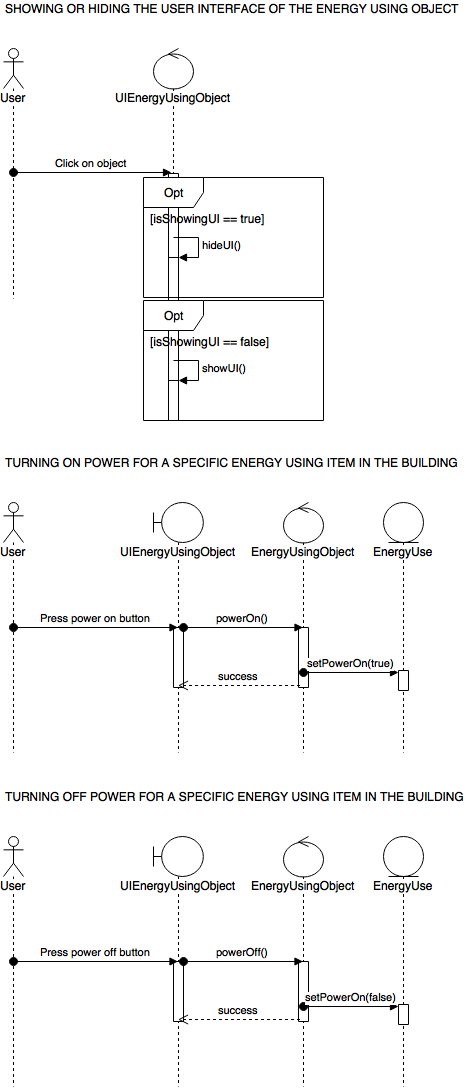 SHOWING OR HIDING THE USER INTERFACE OF THE ENERGY USING OBJECT
User
UIEnergyUsingObject
Click on object
Opt
[isShowingUI == true]
hideUI()
Opt
[isShowingUI == false]
showUI()
TURNING ON POWER FOR A SPECIFIC ENERGY USING ITEM IN THE BUILDING
User
UIEnergyUsingObject
EnergyUsingObject
EnergyUse
Press power on button
powerOn()
setPowerOn(true)
success
TURNING OFF POWER FOR A SPECIFIC ENERGY USING ITEM IN THE BUILDING
User
UIEnergyUsingObject
EnergyUsingObject
EnergyUse
Press power off button
powerOff()
setPowerOn(false)
success